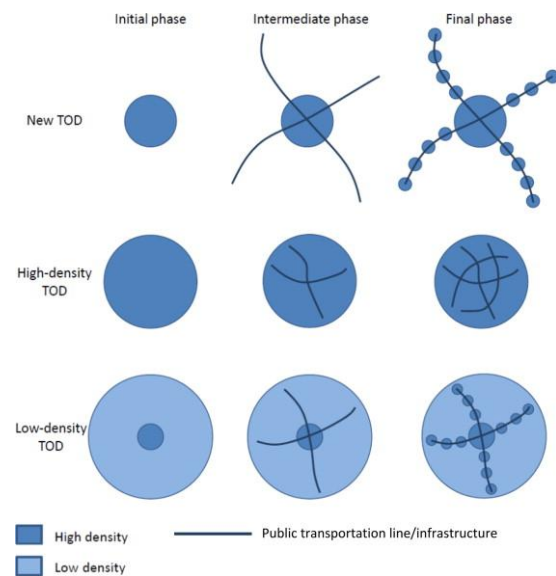 Initial phase
Intermediate phase
Final phase
New TOD
High-density
TOD
Low-density
TOD
High density
Public transportation line/infrastructure
Low density